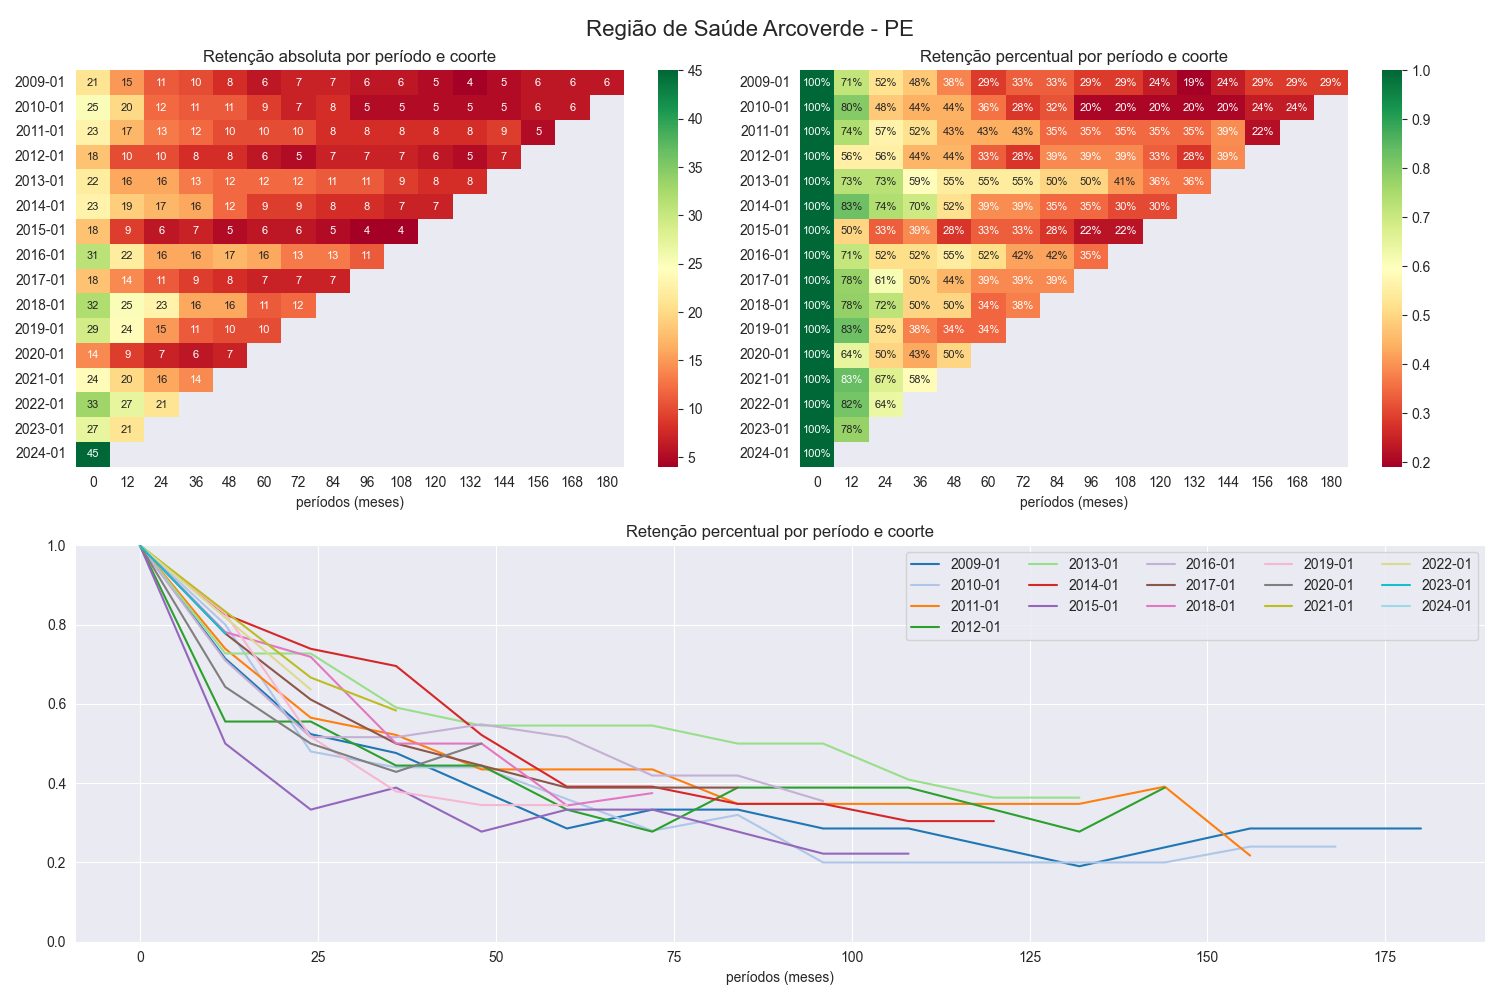 Região de Saúde Arcoverde - PE
Retenção absoluta por período e coorte
2009-01 21 15 11 10 8 6 7 7 6 6 5 4 5 6 6 6
2010-01 25 20 12 11 11 9 7 8 5 5 5 5 5 6 6
2011-01 23 17 13 12 10 10 10 8 8 8 8 8 9 5
2012-01 18 10 10 8 8 6 5 7 7 7 6 5 7
2013-01 22 16 16 13 12 12 12 11 11 9 8 8
2014-01 23 19 17 16 12 9 9 8 8 7 7
2015-01 18 9 6 7 5 6 6 5 4 4
2016-01 31 22 16 16 17 16 13 13 11
2017-01 18 14 11 9 8 7 7 7
2018-01 32 25 23 16 16 11 12
2019-01 29 24 15 11 10 10
2020-01 14 9 7 6 7
2021-01 24 20 16 14
2022-01 33 27 21
2023-01 27 21
2024-01 45
0 12 24 36 48 60 72 84 96 108 120 132 144 156 168 180
períodos (meses)
45
40
35
30
25
20
15
10
5
Retenção percentual por período e coorte
2009-01 100% 71% 52% 48% 38% 29% 33% 33% 29% 29% 24% 19% 24% 29% 29% 29%
2010-01 100% 80% 48% 44% 44% 36% 28% 32% 20% 20% 20% 20% 20% 24% 24%
2011-01 100% 74% 57% 52% 43% 43% 43% 35% 35% 35% 35% 35% 39% 22%
2012-01 100% 56% 56% 44% 44% 33% 28% 39% 39% 39% 33% 28% 39%
2013-01 100% 73% 73% 59% 55% 55% 55% 50% 50% 41% 36% 36%
2014-01 100% 83% 74% 70% 52% 39% 39% 35% 35% 30% 30%
2015-01 100% 50% 33% 39% 28% 33% 33% 28% 22% 22%
2016-01 100% 71% 52% 52% 55% 52% 42% 42% 35%
2017-01 100% 78% 61% 50% 44% 39% 39% 39%
2018-01 100% 78% 72% 50% 50% 34% 38%
2019-01 100% 83% 52% 38% 34% 34%
2020-01 100% 64% 50% 43% 50%
2021-01 100% 83% 67% 58%
2022-01 100% 82% 64%
2023-01 100% 78%
2024-01 100%
0 12 24 36 48 60 72 84 96 108 120 132 144 156 168 180
períodos (meses)
1.0
0.9
0.8
0.7
0.6
0.5
0.4
0.3
0.2
Retenção percentual por período e coorte
1.0
0.8
0.6
0.4
0.2
0.0
2009-01 2013-01 2016-01 2019-01 2022-01
2010-01 2014-01 2017-01 2020-01 2023-01
2011-01 2015-01 2018-01 2021-01 2024-01
2012-01
0 25 50 75 100 125 150 175
períodos (meses)